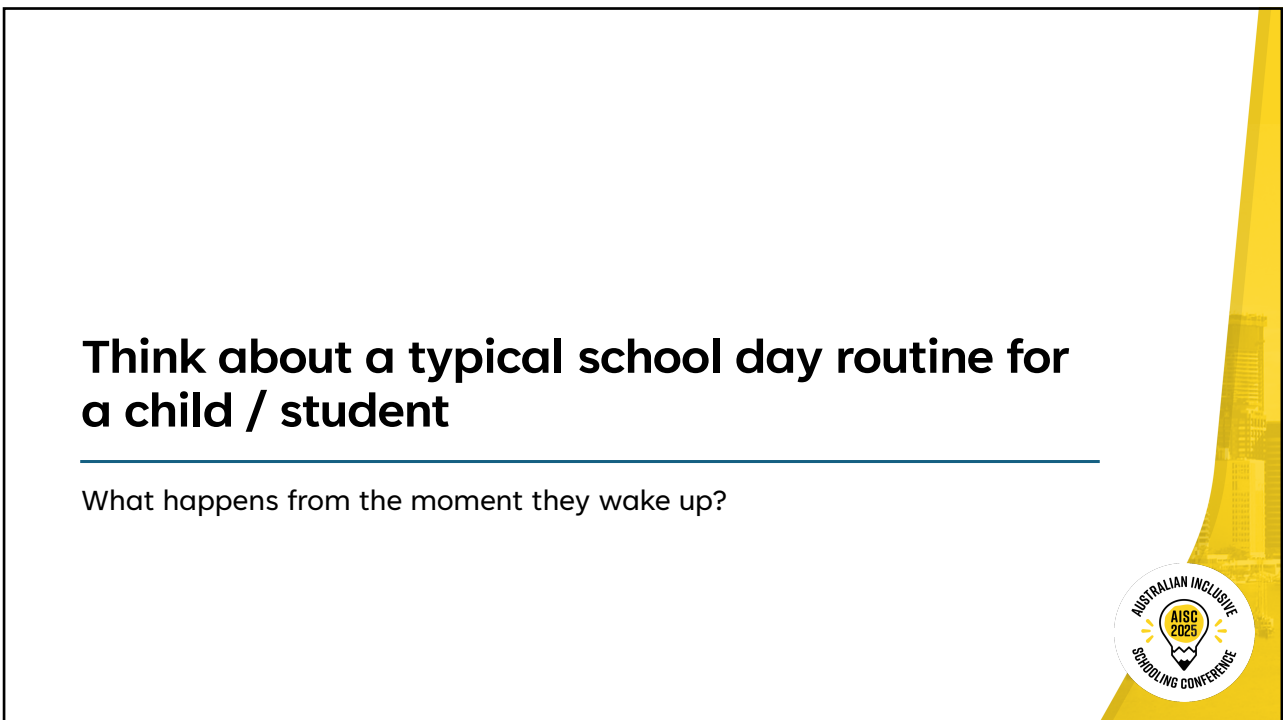 Think about a typical school day routine for
a child / student
What happens from the moment they wake up?
AUSTRALIAN INCLUSIVE
AISC
2025
SCHOOLING CONFERENCE